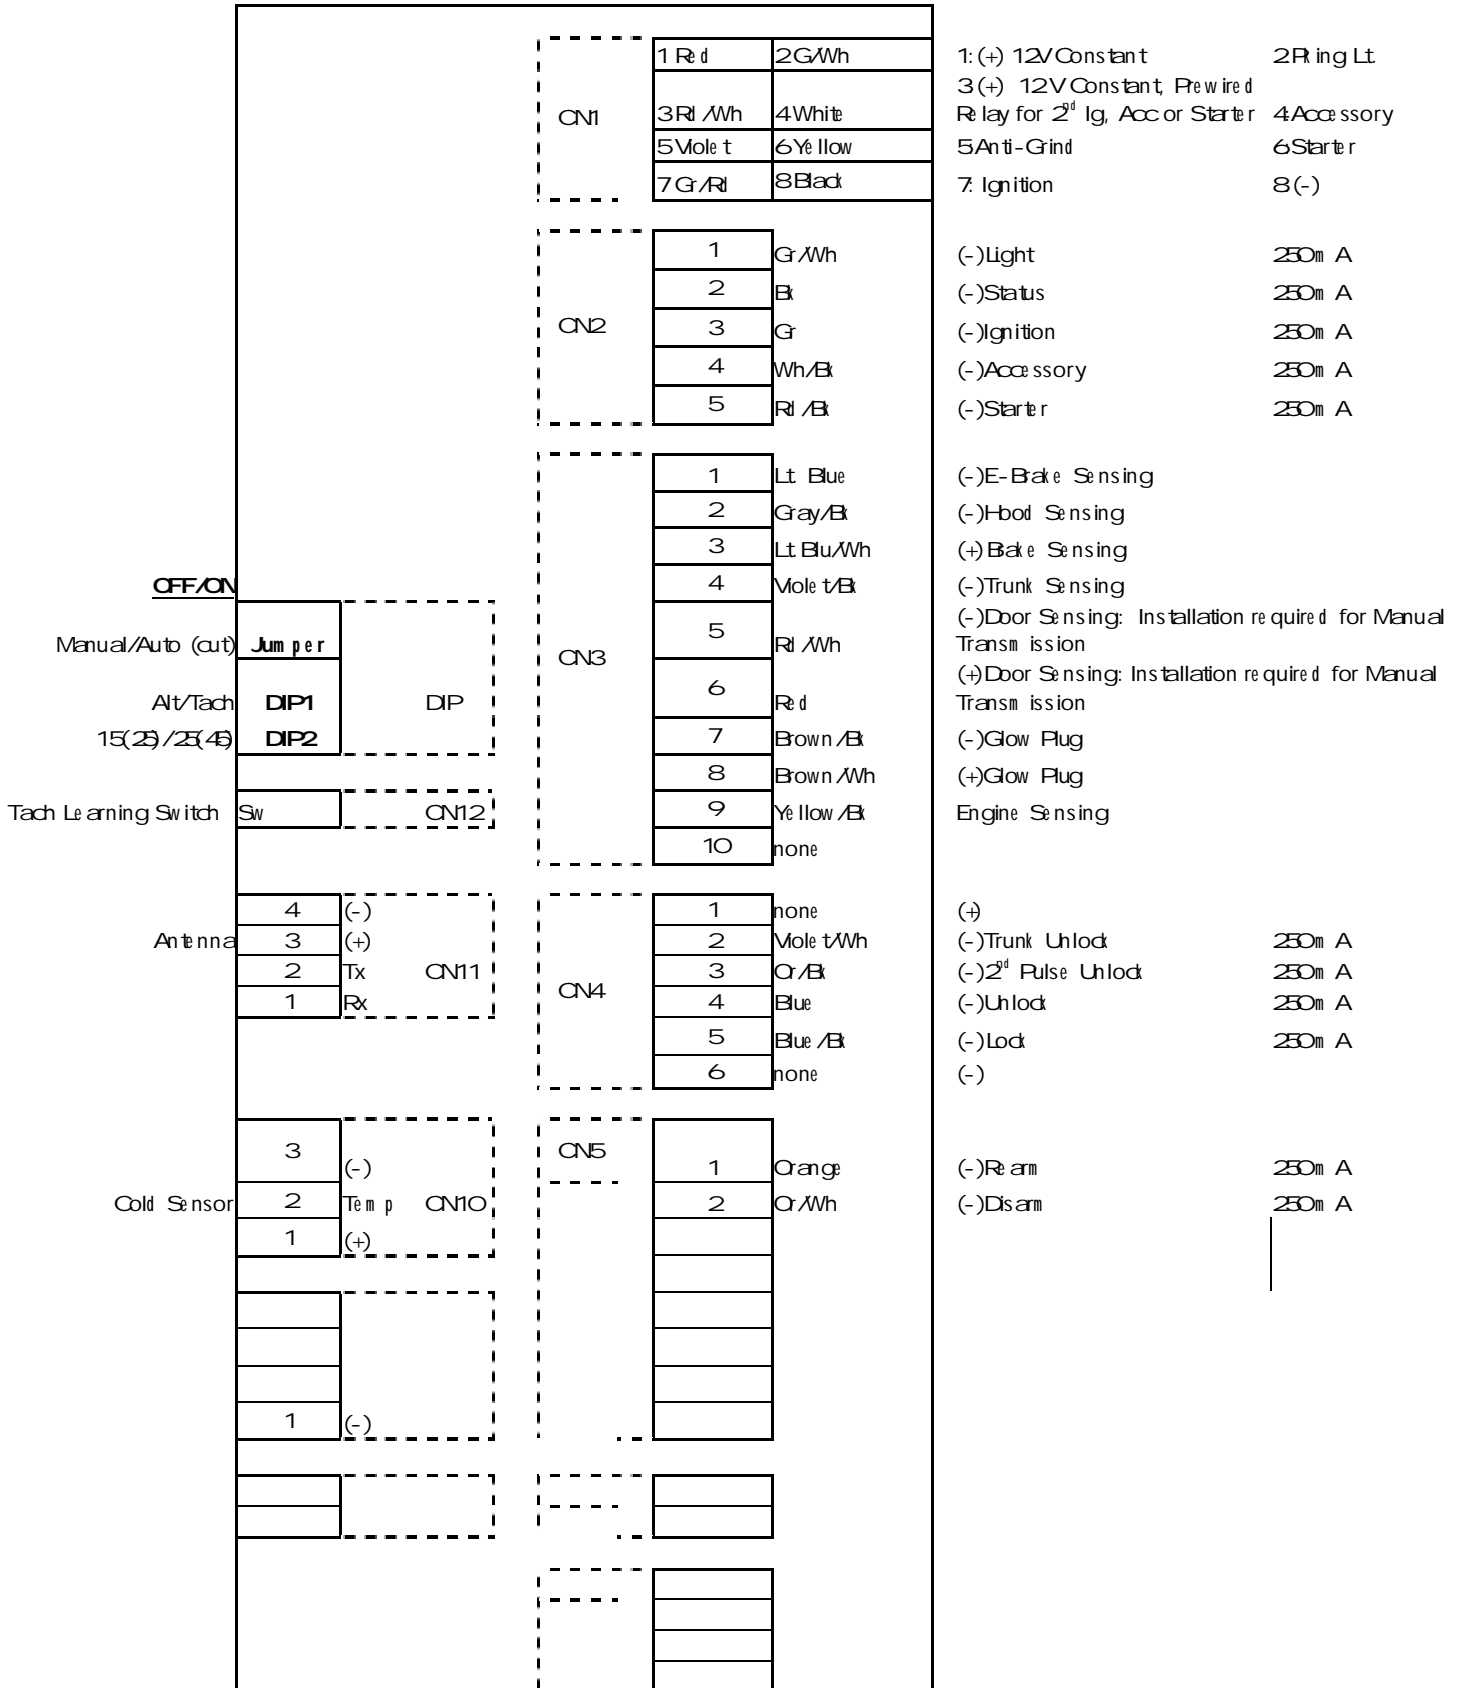 1 Red 2 G/Wh 1: (+) 12V Constant 2 Pking Lt.
3 (+) 12V Constant, Prewired
CN1 3 Rd/Wh 4 White Relay for 2nd Ig, Acc or Starter 4 Accessory
5 Violet 6 Yellow 5 Anti-Grind 6 Starter
7 Gr/Rd 8 Black 7: Ignition 8 (-)
1 Gr/Wh (-)Light 250mA
2 Bk (-)Status 250mA
CN2 3 Gr (-)Ignition 250mA
4 Wh/Bk (-)Accessory 250mA
5 Rd/Bk (-)Starter 250mA
1 Lt. Blue (-)E-Brake Sensing
2 Gray/Bk (-)Hood Sensing
3 Lt.Blu/Wh (+)Brake Sensing
OFF/ON 4 Violet/Bk (-)Trunk Sensing
(-)Door Sensing: Installation required for Manual
Manual/Auto (cut) Jumper CN3 5 Rd/Wh Transmission
(+)Door Sensing: Installation required for Manual
Alt/Tach DIP1 DIP 6 Red Transmission
15(25)/25(45) DIP2 7 Brown/Bk (-)Glow Plug
8 Brown/Wh (+)Glow Plug
Tach Learning Switch Sw CN12 9 Yellow/Bk Engine Sensing
10 none
4 (-) 1 none (+)
Antenna 3 (+) 2 Violet/Wh (-)Trunk Unlock 250mA
2 Tx CN11 3 Or/Bk (-)2nd Pulse Unlock 250mA
1 Rx CN4 4 Blue (-)Unlock 250mA
5 Blue/Bk (-)Lock 250mA
6 none (-)
3 (-) CN5 1 Orange (-)Rearm 250mA
Cold Sensor 2 Temp CN10 2 Or/Wh (-)Disarm 250mA
1 (+)
1 (-)